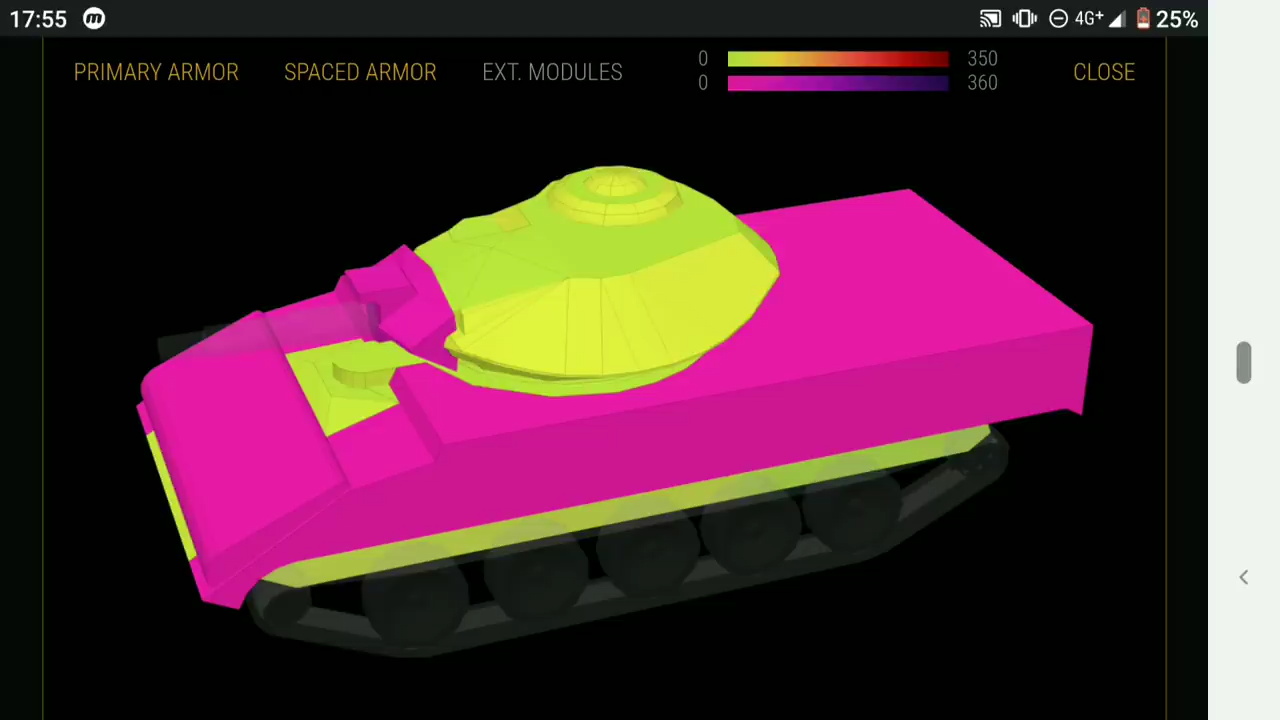 17:55 4G+ 25%
PRIMARY ARMOR SPACED ARMOR EXT. MODULES 0 350 CLOSE
0 360